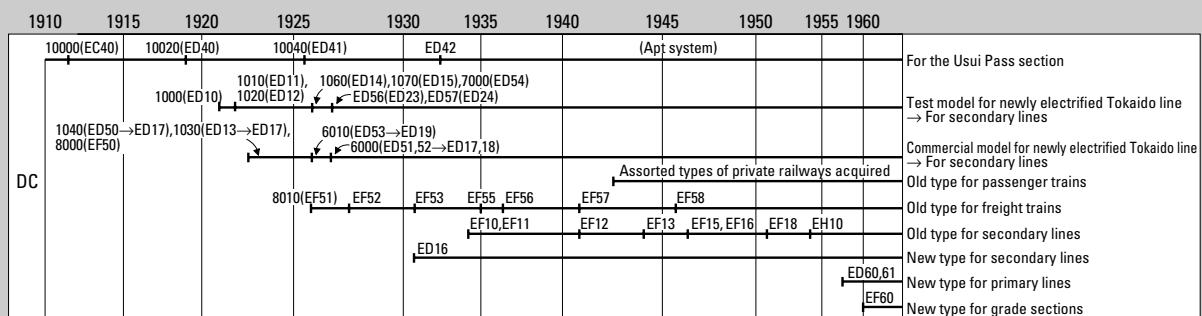 1910 1915 1920 1925 1930 1935 1940 1945 1950 1955 1960
10000(EC40) 10020(ED40) 10040(ED41) ED42 (Apt system) For the Usui Pass section
1010(ED11), 1060(ED14),1070(ED15),7000(ED54)
1000(ED10) 1020(ED12) ED56(ED23),ED57(ED24) Test model for newly electrified Tokaido line
→ For secondary lines
1040(ED50→ED17),1030(ED13→ED17), 6010(ED53→ED19)
8000(EF50) 6000(ED51,52→ED17,18) Commercial model for newly electrified Tokaido line
→ For secondary lines
DC
Assorted types of private railways acquired Old type for passenger trains
8010(EF51) EF52 EF53 EF55 EF56 EF57 EF58 Old type for freight trains
EF10,EF11 EF12 EF13 EF15, EF16 EF18 EH10 Old type for secondary lines
ED16 New type for secondary lines
ED60,61 New type for primary lines
EF60 New type for grade sections